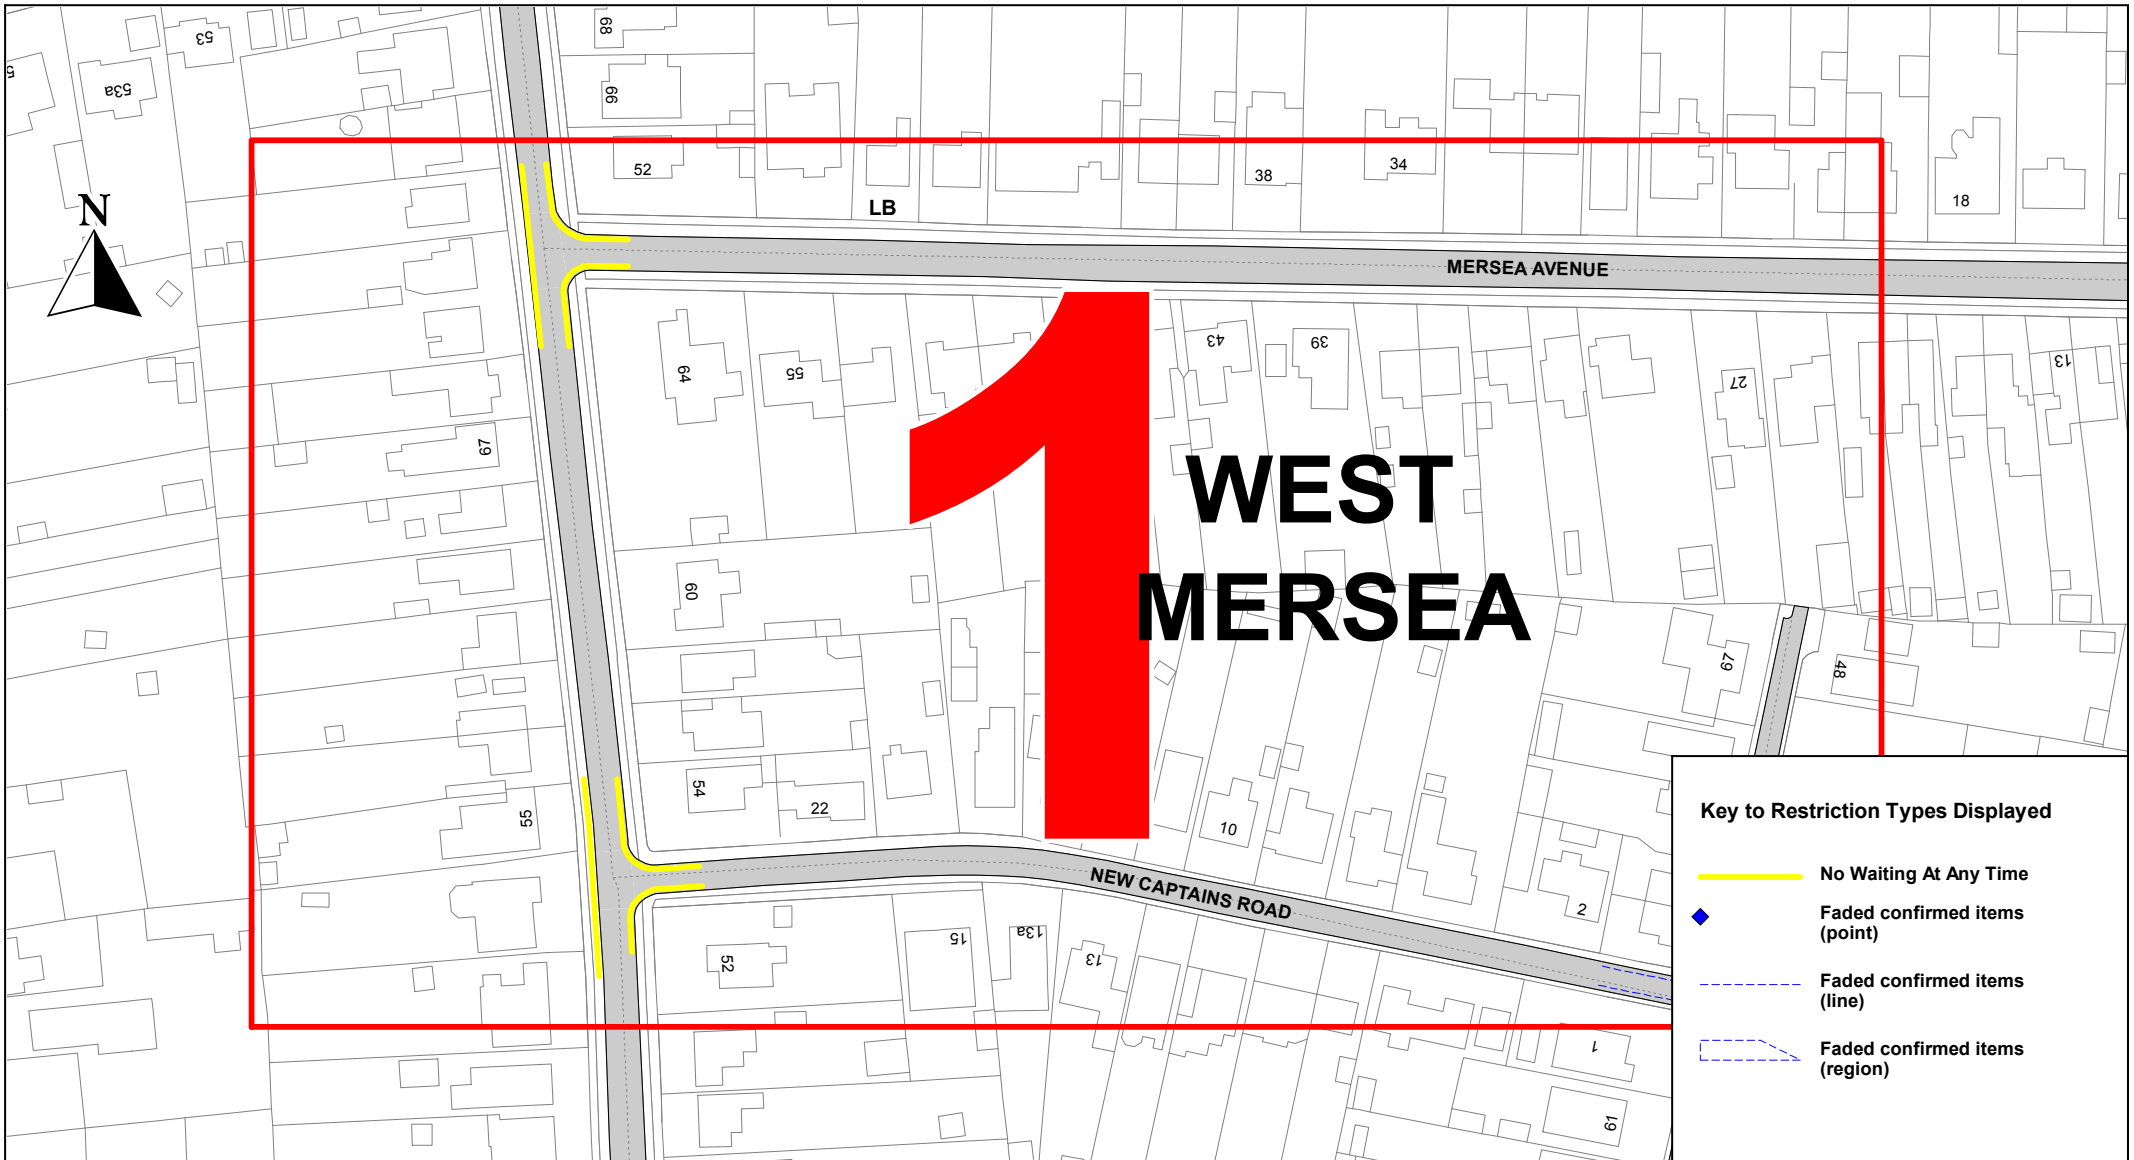 53
68
53a
66
N
52
38
34
18
LB
MERSEA AVENUE
1
43
39
64
55
27
13
67
WEST
MERSEA
60
67
48
54
22
55
10
Key to Restriction Types Displayed
No Waiting At Any Time
NEW CAPTAINS ROAD
2
Faded confirmed items
(point)
15
13a
13
52
Faded confirmed items
(line)
1
Faded confirmed items
(region)
61